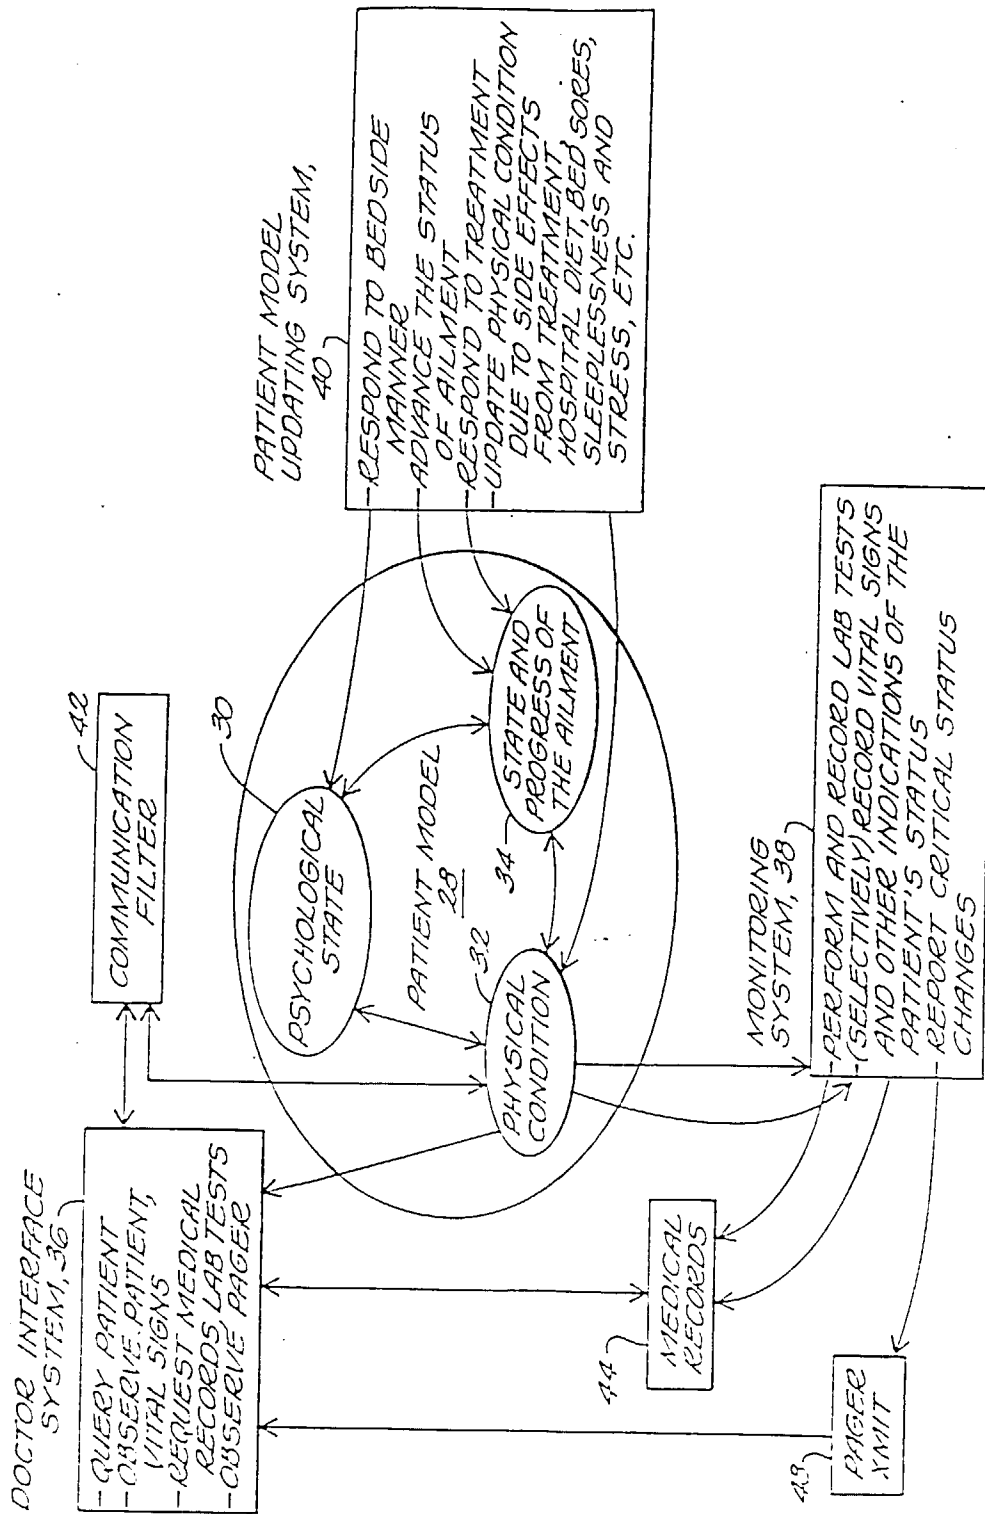 DOCTOR INTERFACE
SYSTEM, 36
-QUERY PATIENT
-OBSERVE PATIENT,
VITAL SIGNS
-REQUEST MEDICAL
RECORDS, LAB TESTS
-OBSERVE PAGER
42
COMMUNICATION
FILTER
PATIENT MODEL
UPDATING SYSTEM,
40
-RESPOND TO BEDSIDE
MANNER
-ADVANCE THE STATUS
OF AILMENT
-RESPOND TO TREATMENT
-UPDATE PHYSICAL CONDITION
DUE TO SIDE EFFECTS
FROM TREATMENT,
HOSPITAL DIET, BED SORES,
SLEEPLESSNESS AND
STRESS, ETC.
30
PSYCHOLOGICAL
STATE
PATIENT MODEL
28
32
PHYSICAL
CONDITION
34
STATE AND
PROGRESS OF
THE AILMENT
44
MEDICAL
RECORDS
48
PAGER
XMIT
MONITORING
SYSTEM, 38
-PERFORM AND RECORD LAB TESTS
-(SELECTIVELY) RECORD VITAL SIGNS
AND OTHER INDICATIONS OF THE
PATIENT'S STATUS
-REPORT CRITICAL STATUS
CHANGES